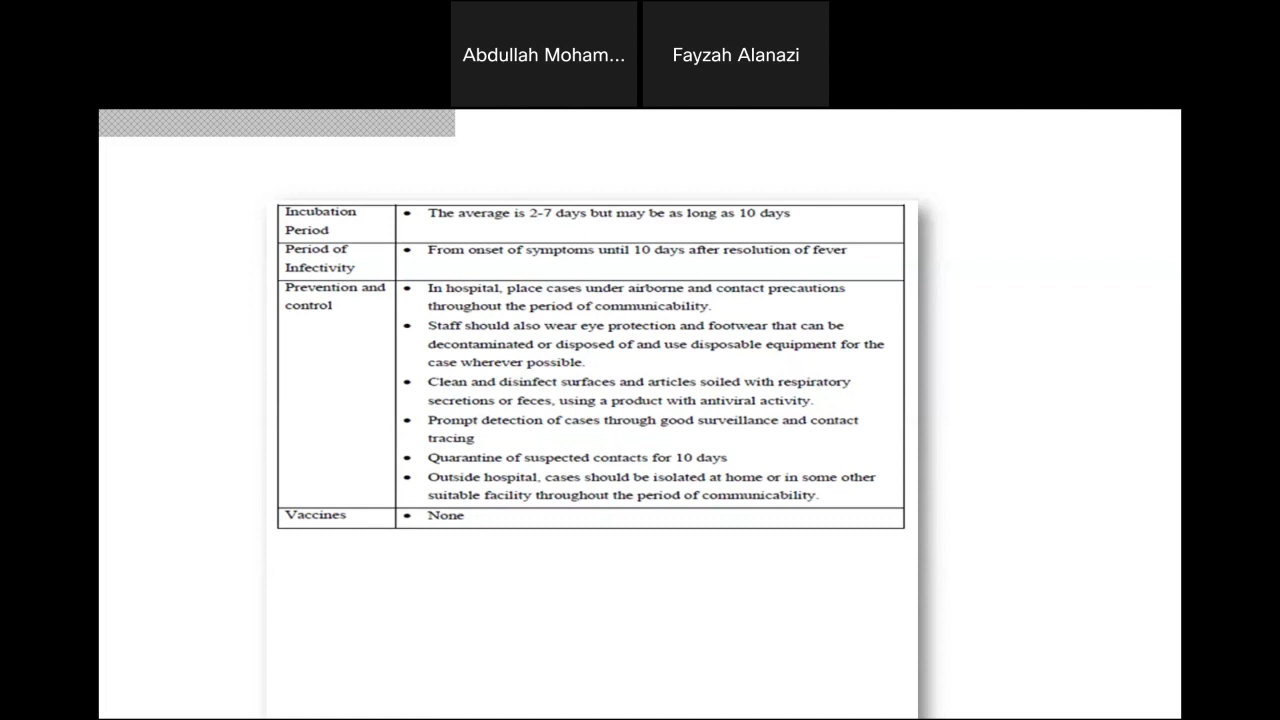 Abdullah Moham...
Fayzah Alanazi
Incubation
Period
• The average is 2-7 days but may be as long as 10 days
Period of
Infectivity
• From onset of symptoms until 10 days after resolution of fever
Prevention and
control
• In hospital, place cases under airborne and contact precautions
throughout the period of communicability.
• Staff should also wear eye protection and footwear that can be
decontaminated or disposed of and use disposable equipment for the
case wherever possible.
• Clean and disinfect surfaces and articles soiled with respiratory
secretions or feces, using a product with antiviral activity.
• Prompt detection of cases through good surveillance and contact
tracing
• Quarantine of suspected contacts for 10 days
• Outside hospital, cases should be isolated at home or in some other
suitable facility throughout the period of communicability.
Vaccines
• None